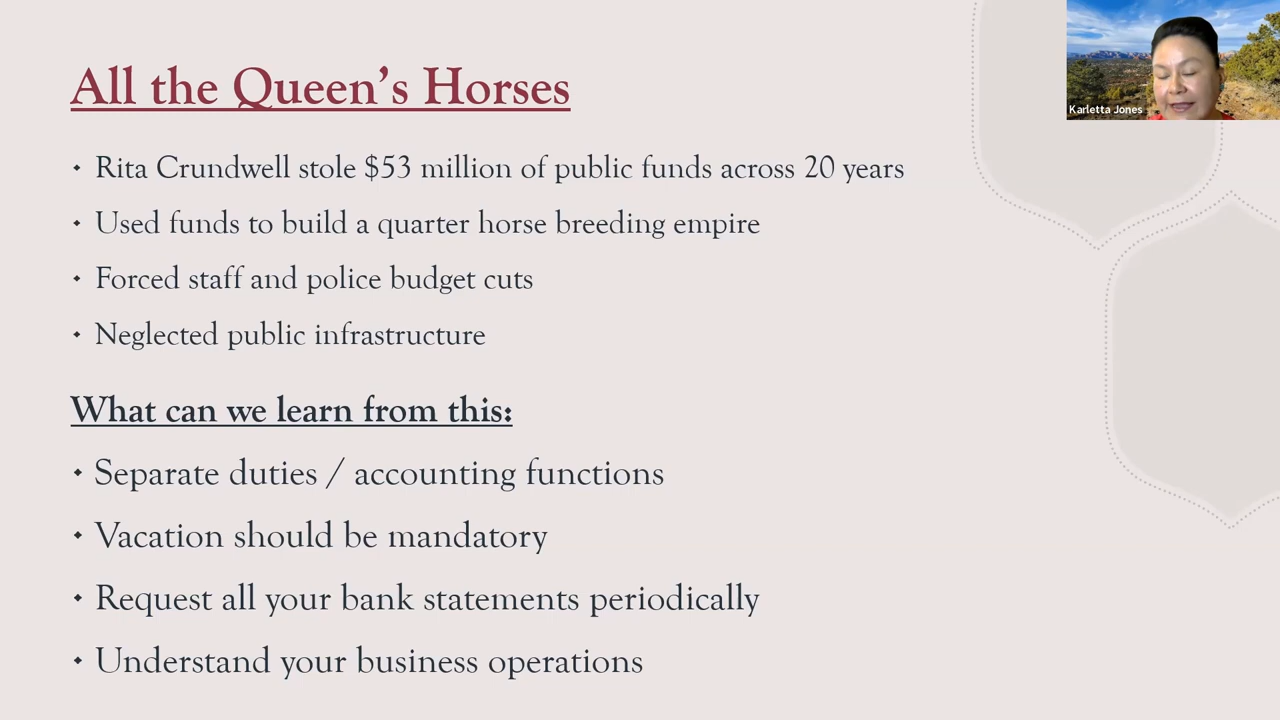 All the Queen’s Horses
Karletta Jones
• Rita Crundwell stole $53 million of public funds across 20 years
• Used funds to build a quarter horse breeding empire
• Forced staff and police budget cuts
• Neglected public infrastructure
What can we learn from this:
• Separate duties / accounting functions
• Vacation should be mandatory
• Request all your bank statements periodically
• Understand your business operations